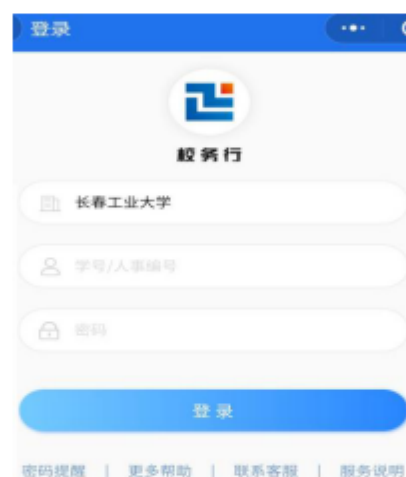 登录
校务行
长春工业大学
学号/人事编号
密码
登录
密码提醒 | 更多帮助 | 联系客服 | 服务说明